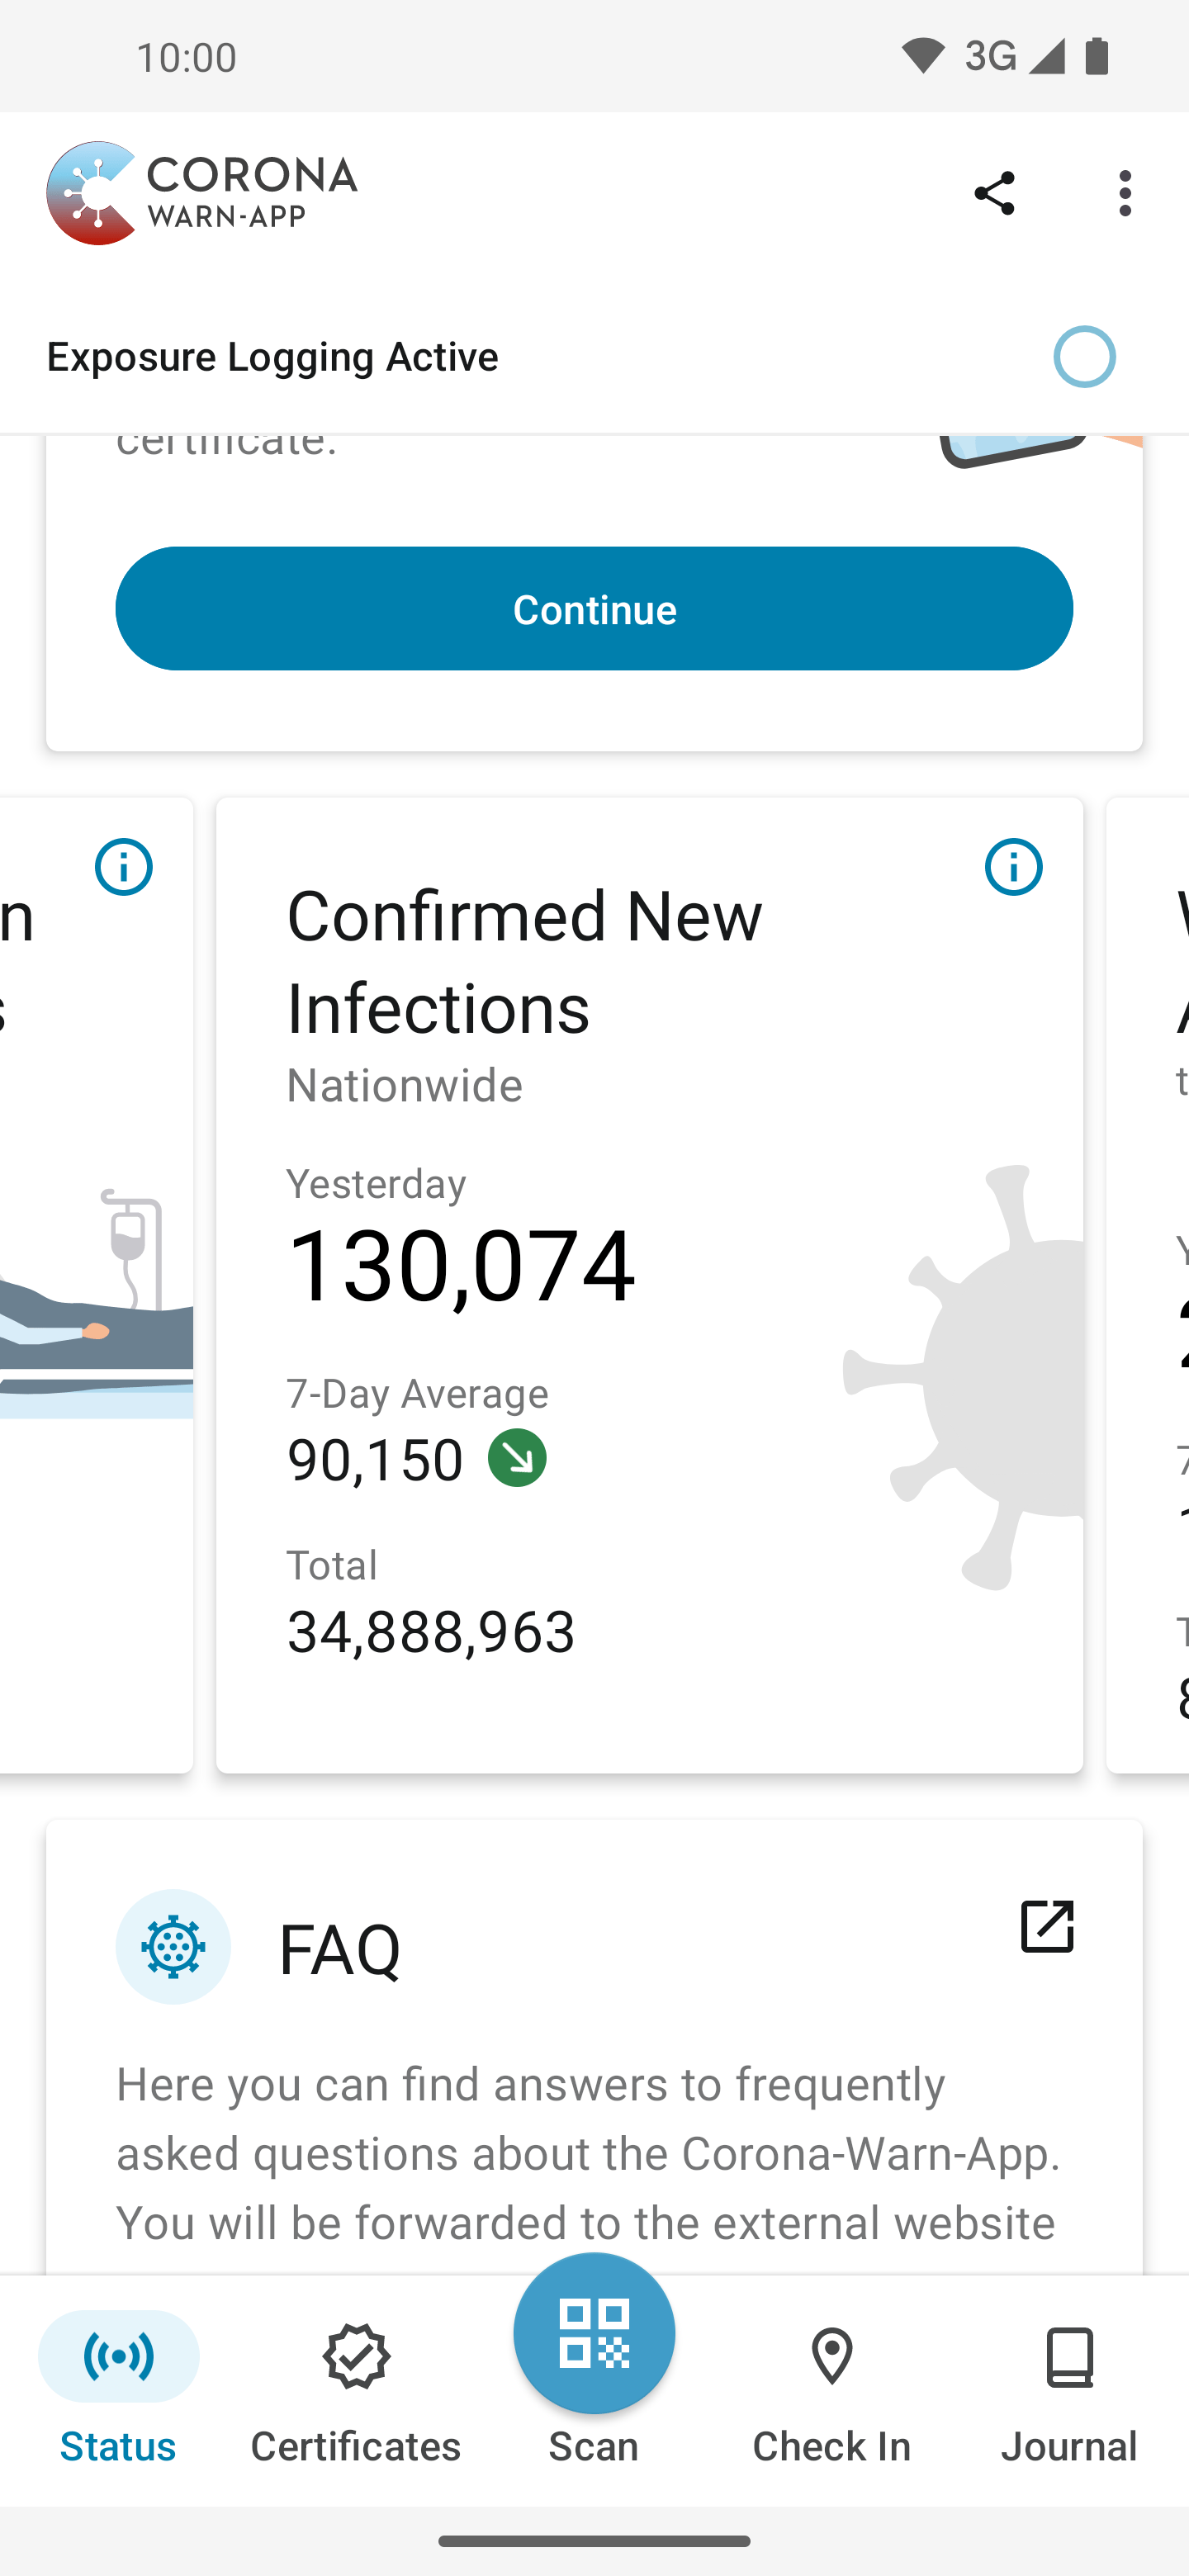 10:00
3G
CORONA
WARN-APP
Exposure Logging Active
certificate.
Continue
Confirmed New
Infections
Nationwide
Yesterday
130,074
7-Day Average
90,150
Total
34,888,963
FAQ
Here you can find answers to frequently
asked questions about the Corona-Warn-App.
You will be forwarded to the external website
Status
Certificates
Scan
Check In
Journal